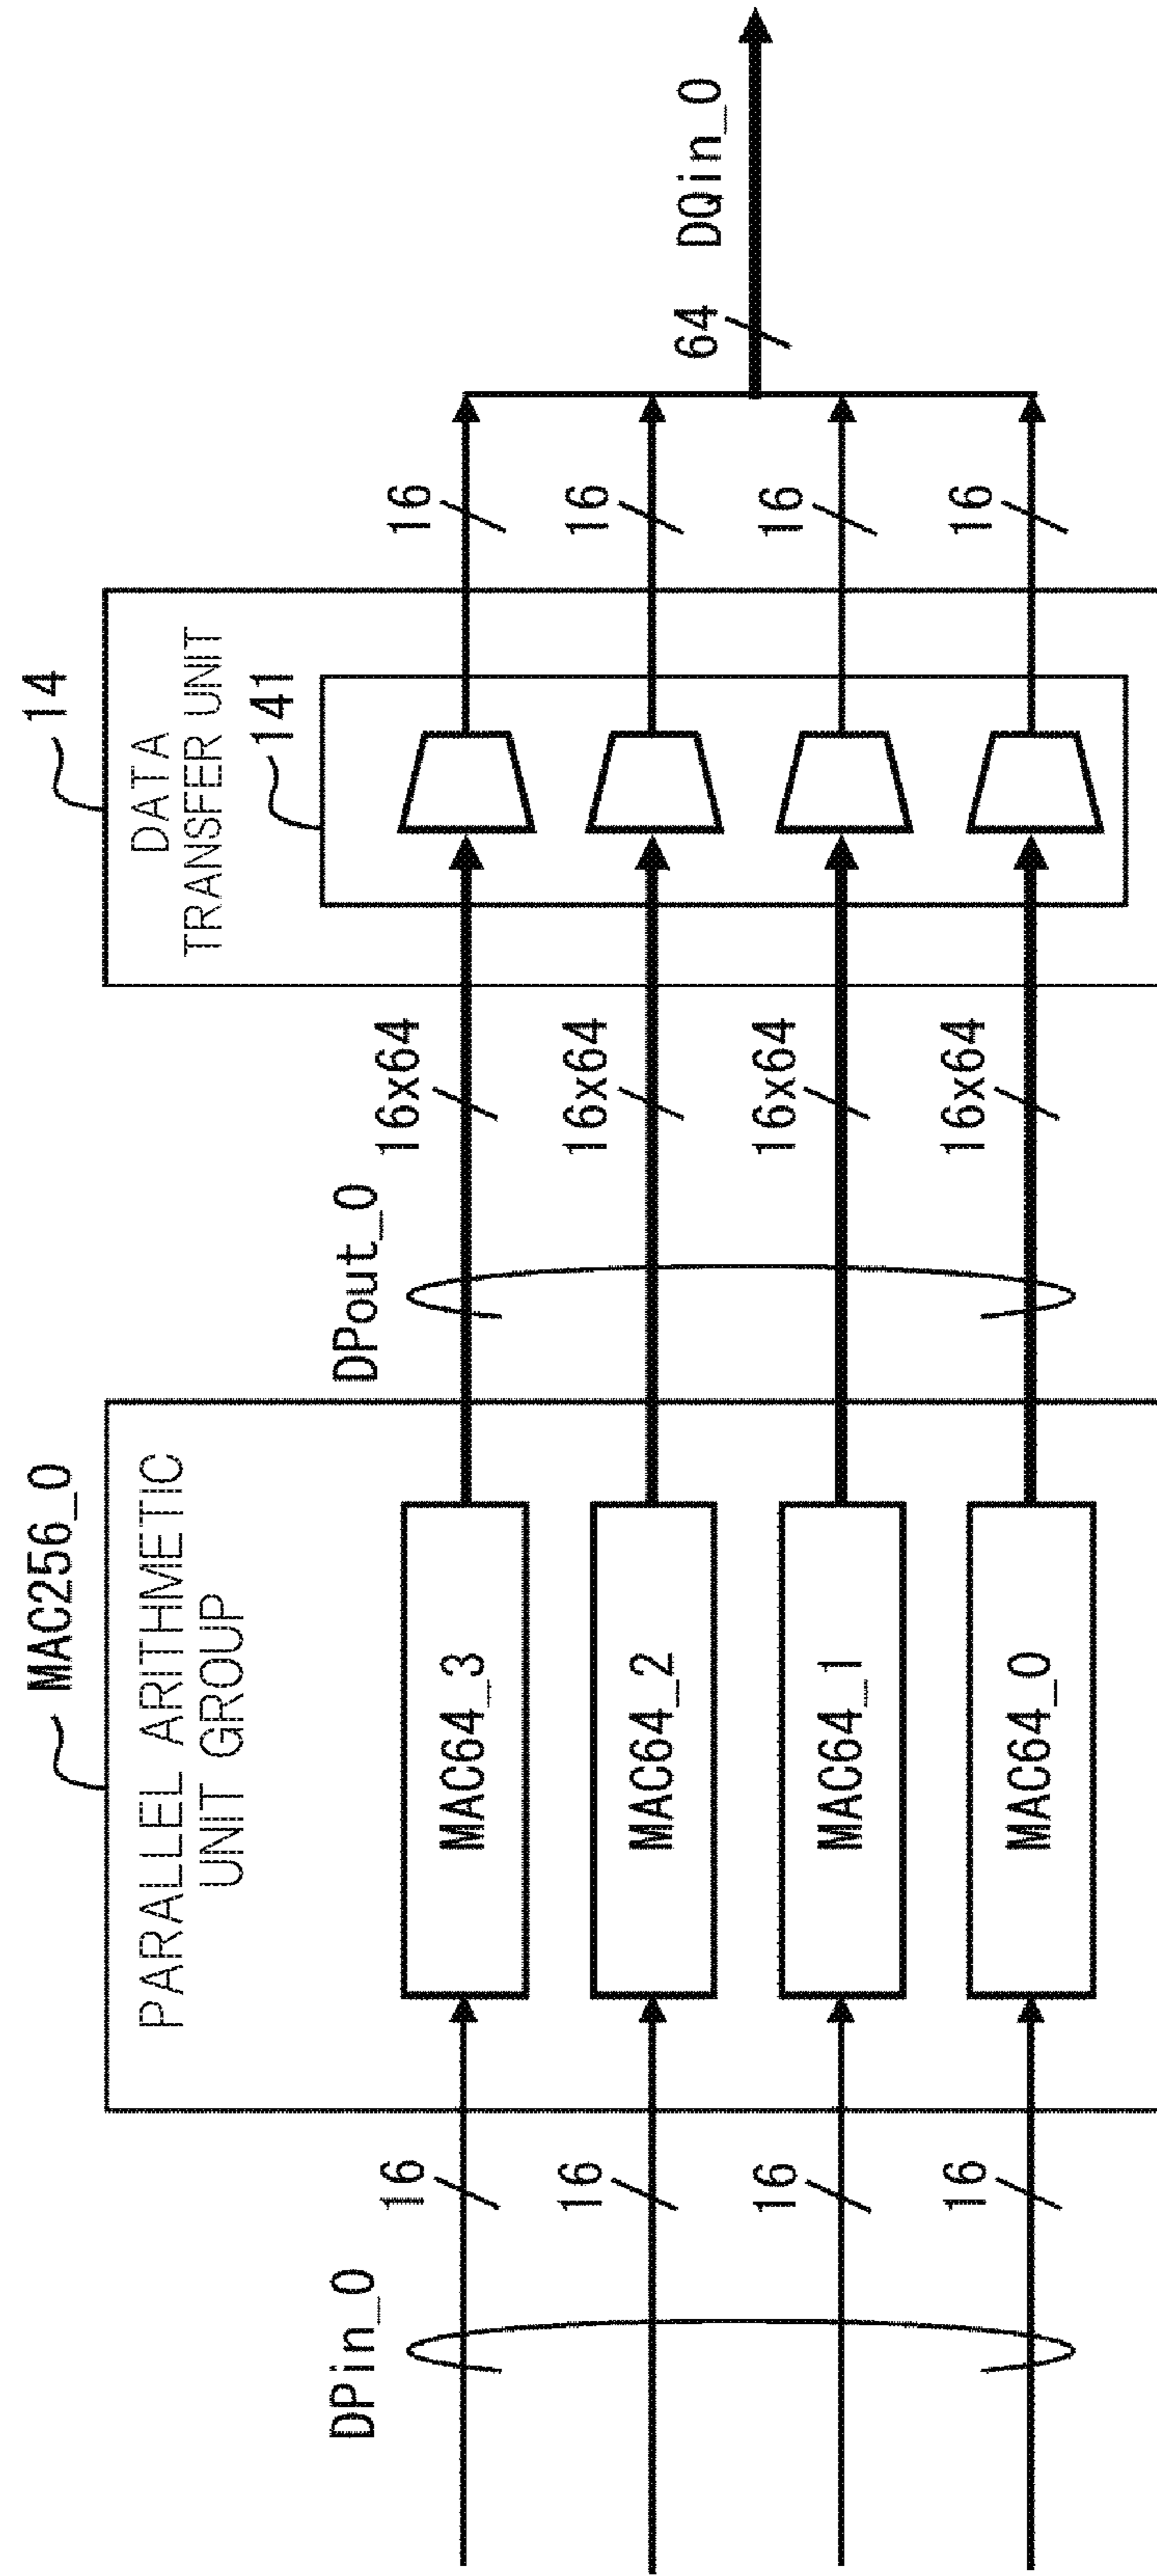 MAC256_0
PARALLEL ARITHMETIC
UNIT GROUP
DPin_0
16
16
16
16
MAC64_3
MAC64_2
MAC64_1
MAC64_0
DPout_0
16x64
16x64
16x64
16x64
14
DATA
TRANSFER UNIT
141
16
16
16
16
64
DQin_0